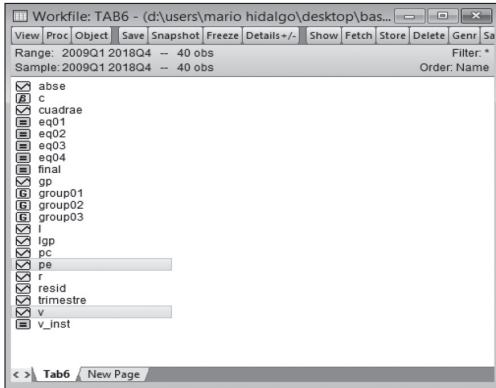 Workfile: TAB6 - (d:\users\mario hidalgo\desktop\bas...
View Proc Object Save Snapshot Freeze Details+/- Show Fetch Store Delete Genr Sa
Range: 2009Q1 2018Q4 -- 40 obs Filter: *
Sample: 2009Q1 2018Q4 -- 40 obs Order: Name
abse
β c
cuadrae
eq01
eq02
eq03
eq04
final
gp
G group01
G group02
G group03
l
lgp
pc
pe
r
resid
trimestre
v
v_inst
< > Tab6 New Page